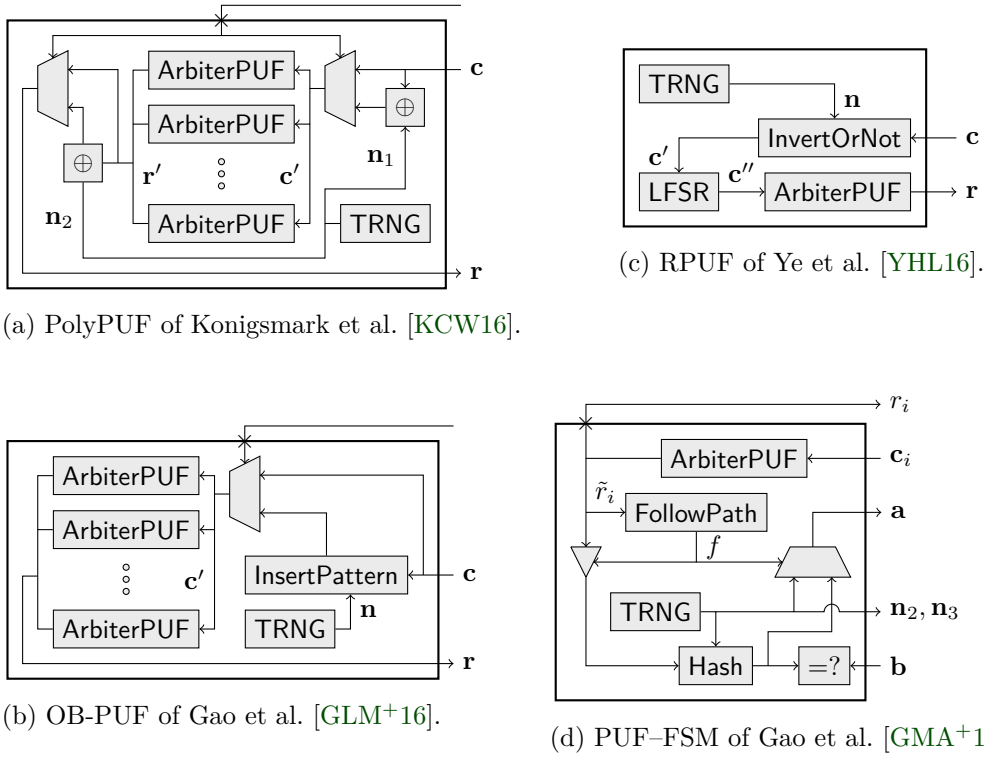 ArbiterPUF
ArbiterPUF
ArbiterPUF
c
⊕
⊕
n1
r′
c′
n2
TRNG
r
(a) PolyPUF of Konigsmark et al. [KCW16].
TRNG
n
InvertOrNot
c
c′
c″
LFSR
ArbiterPUF
r
(c) RPUF of Ye et al. [YHL16].
ArbiterPUF
ArbiterPUF
c′
InsertPattern
c
n
ArbiterPUF
TRNG
r
(b) OB-PUF of Gao et al. [GLM+16].
ri
ArbiterPUF
ci
r̃i
FollowPath
a
f
TRNG
n2, n3
Hash
=?
b
(d) PUF–FSM of Gao et al. [GMA+1